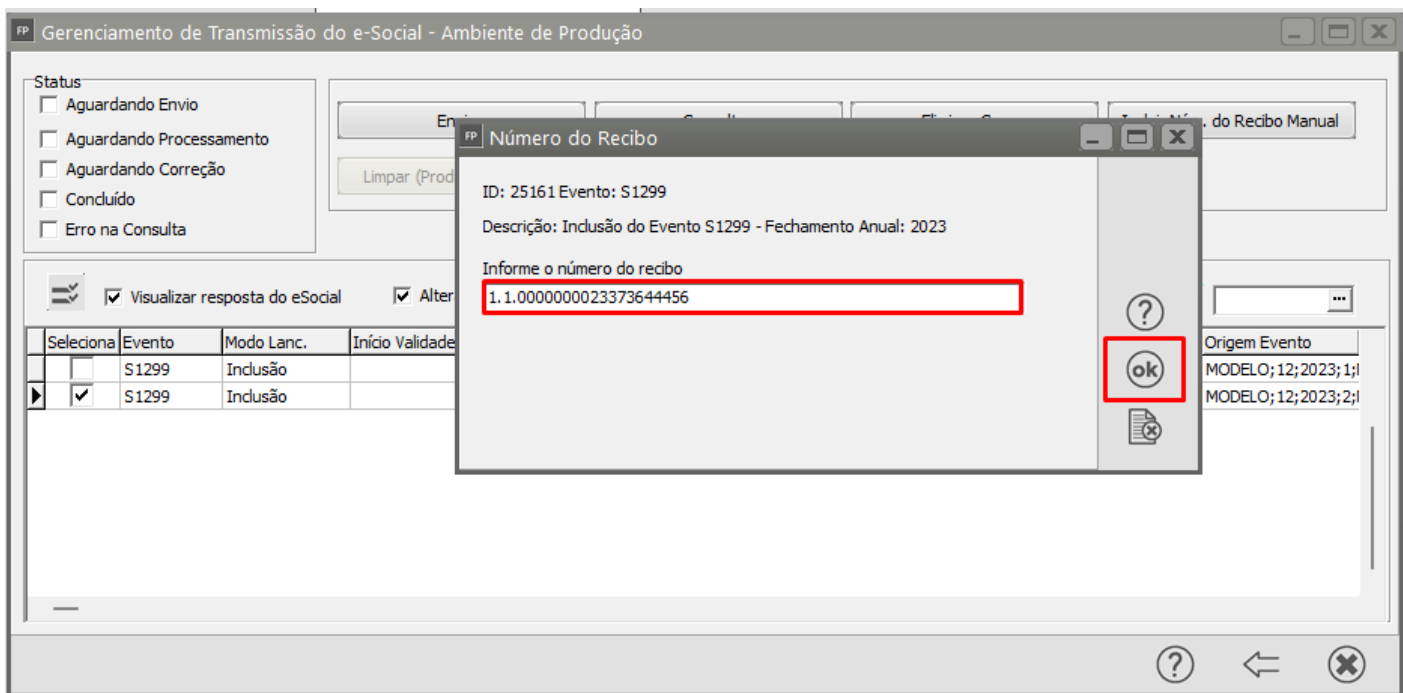 FP Gerenciamento de Transmissão do e-Social - Ambiente de Produção
Status
Aguardando Envio
Aguardando Processamento
Aguardando Correção
Concluído
Erro na Consulta
. do Recibo Manual
Limpar (Prod
FP Número do Recibo
ID: 25161 Evento: S1299
Descrição: Inclusão do Evento S1299 - Fechamento Anual: 2023
Informe o número do recibo
1.1.0000000023373644456
ok
Visualizar resposta do eSocial
Alter
...
Seleciona Evento Modo Lanc. Início Validade Origem Evento
S1299 Inclusão MODELO;12;2023;1;
S1299 Inclusão MODELO;12;2023;2;